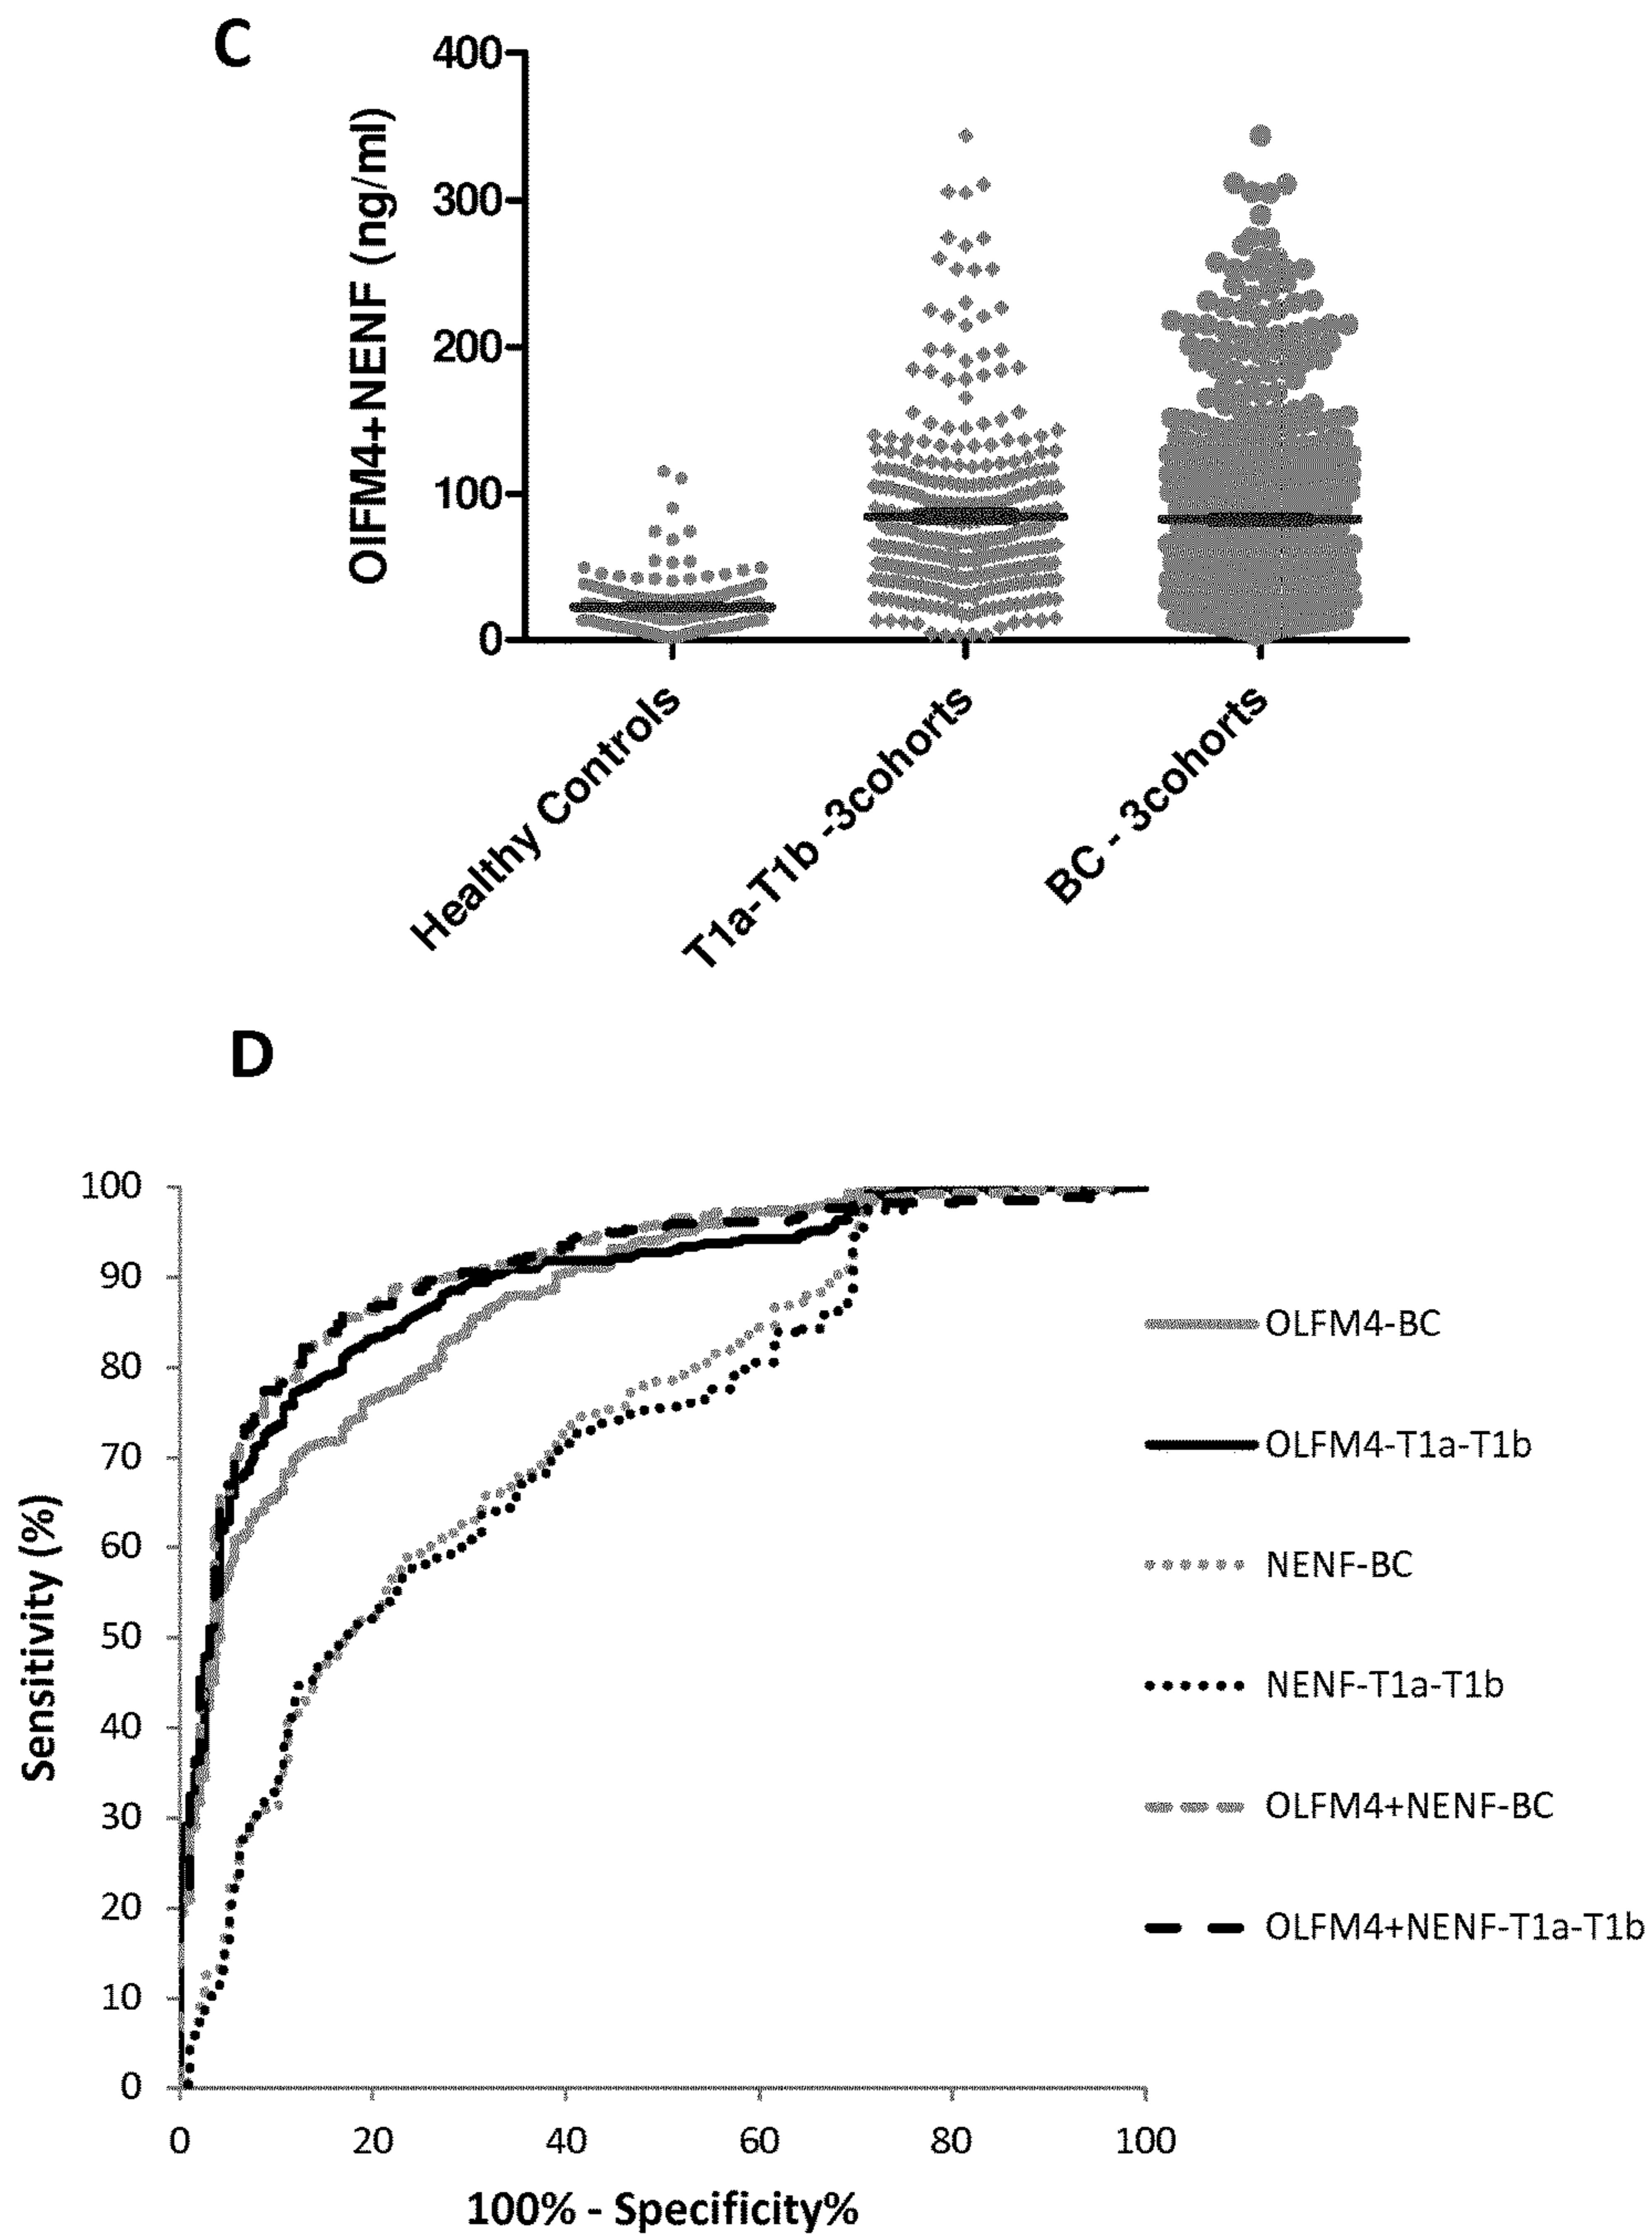 C
OlFM4+NENF (ng/ml)
400
300
200
100
0
Healthy Controls
T1a-T1b -3cohorts
BC - 3cohorts
D
Sensitivity (%)
100
90
80
70
60
50
40
30
20
10
0
0 20 40 60 80 100
100% - Specificity%
OLFM4-BC
OLFM4-T1a-T1b
NENF-BC
NENF-T1a-T1b
OLFM4+NENF-BC
OLFM4+NENF-T1a-T1b